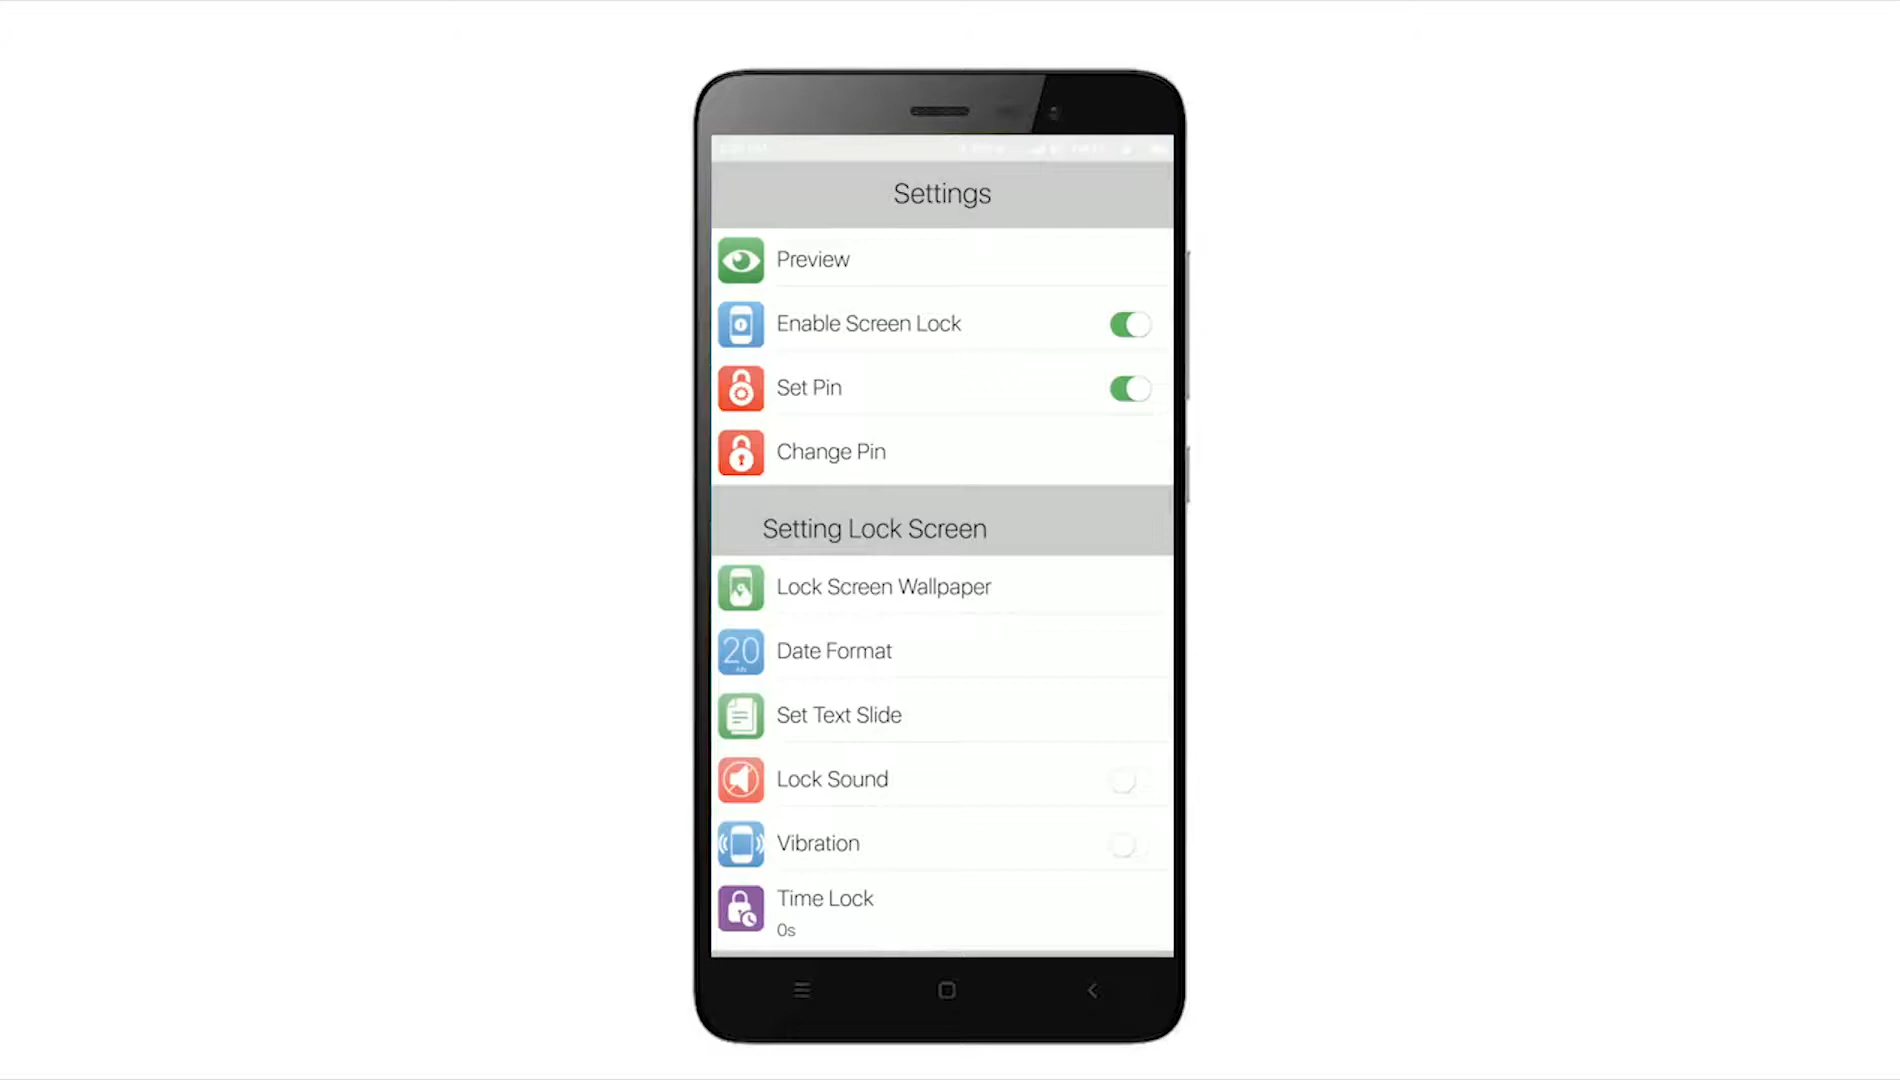 Settings
Preview
Enable Screen Lock
Set Pin
Change Pin
Setting Lock Screen
Lock Screen Wallpaper
20
Date Format
Set Text Slide
Lock Sound
Vibration
Time Lock
0s